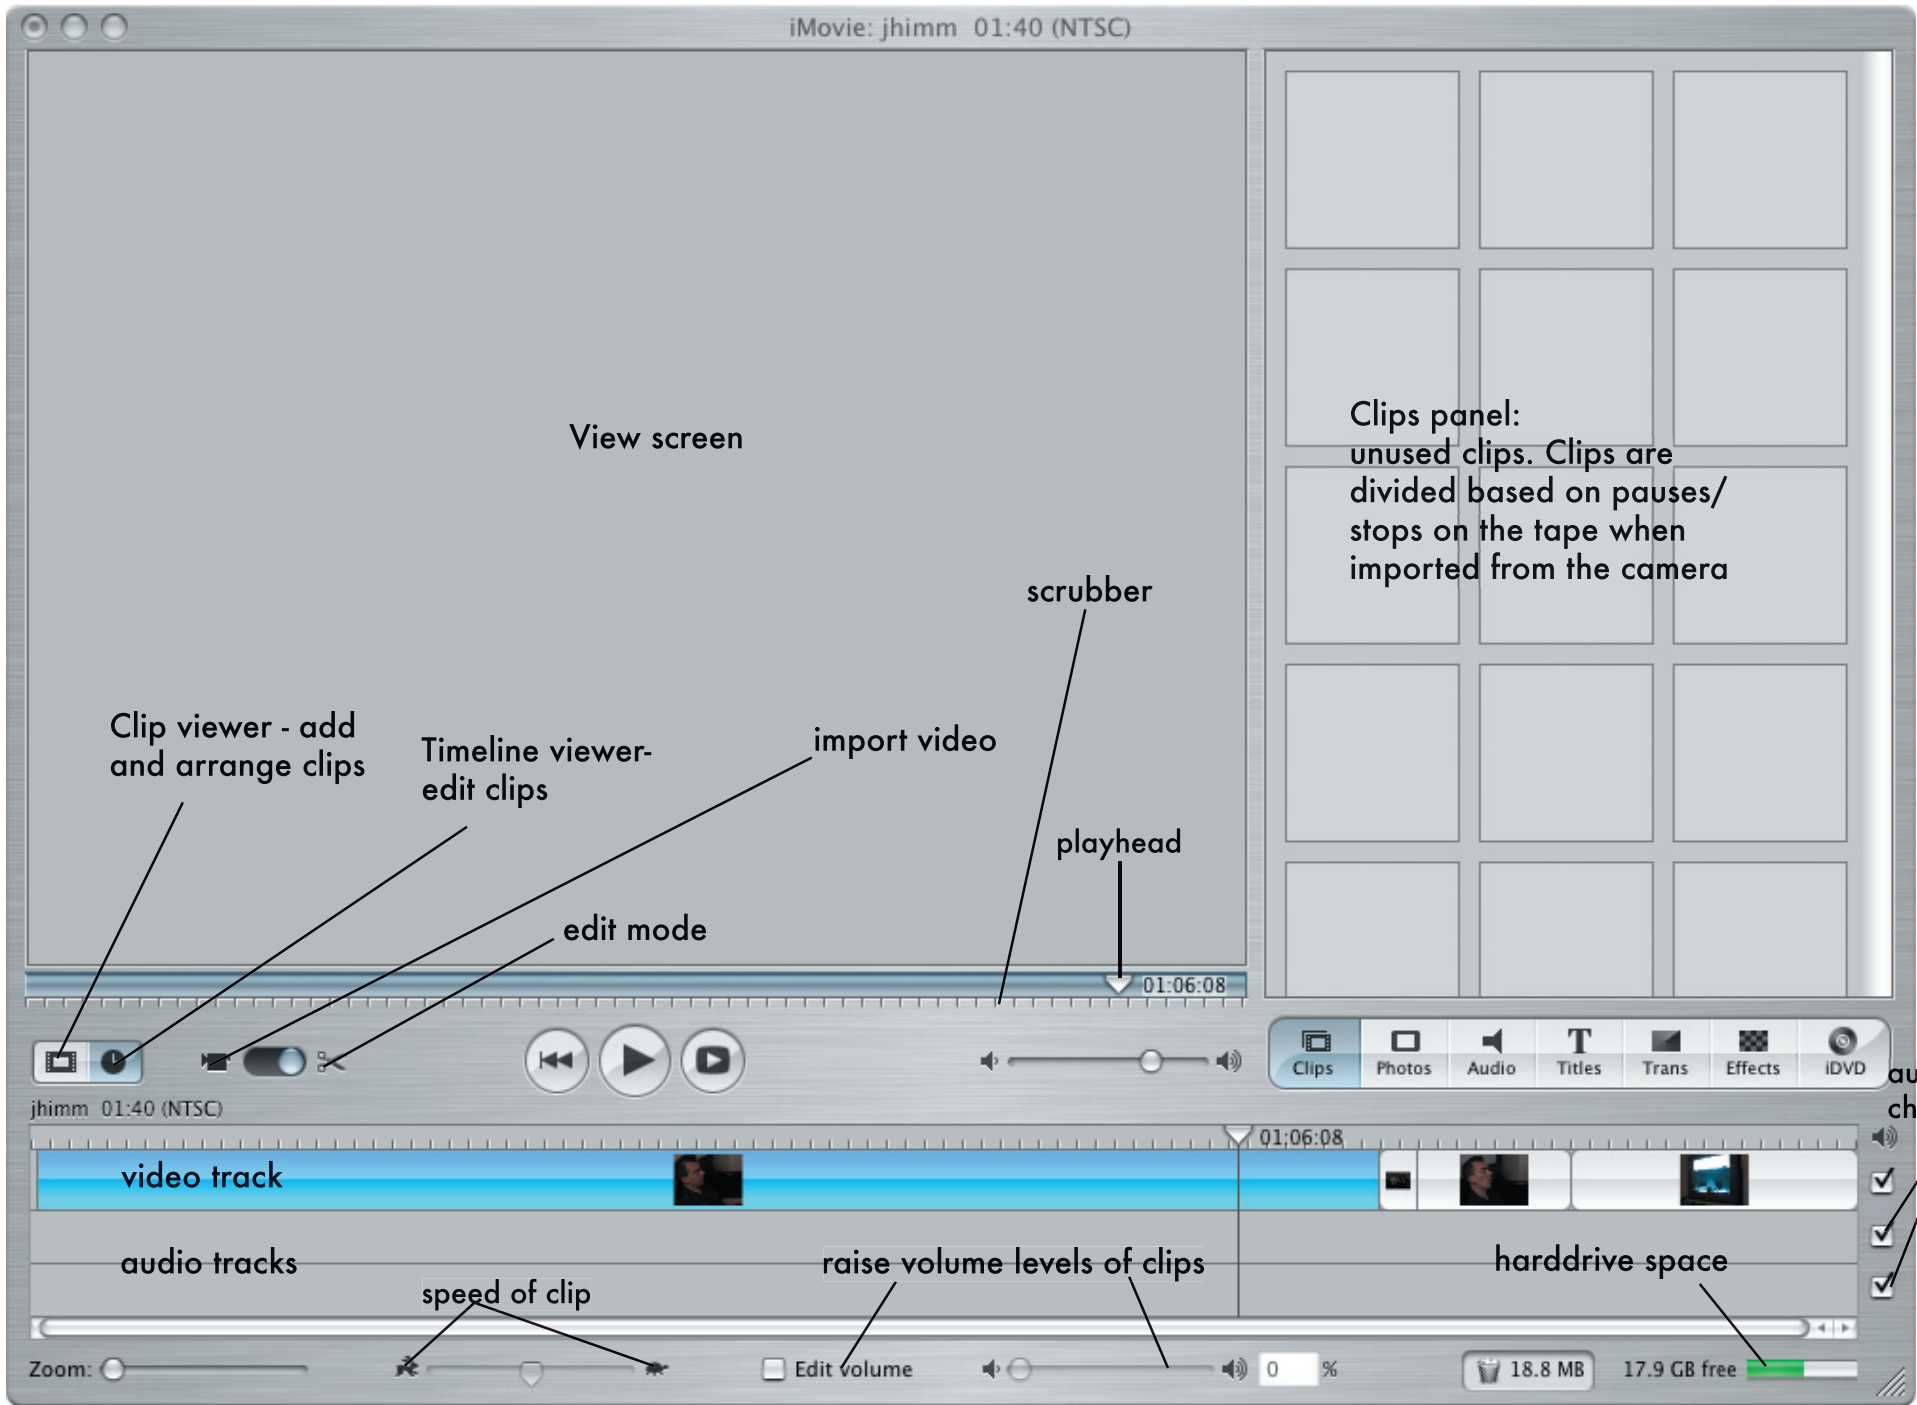 iMovie: jhimm 01:40 (NTSC)
View screen
Clips panel:
unused clips. Clips are
divided based on pauses/
stops on the tape when
imported from the camera
scrubber
Clip viewer - add
and arrange clips
Timeline viewer-
edit clips
import video
playhead
edit mode
01:06:08
Clips
Photos
Audio
Titles
Trans
Effects
iDVD
jhimm 01:40 (NTSC)
01:06:08
video track
audio tracks
speed of clip
raise volume levels of clips
harddrive space
Zoom:
Edit volume
0 %
18.8 MB
17.9 GB free